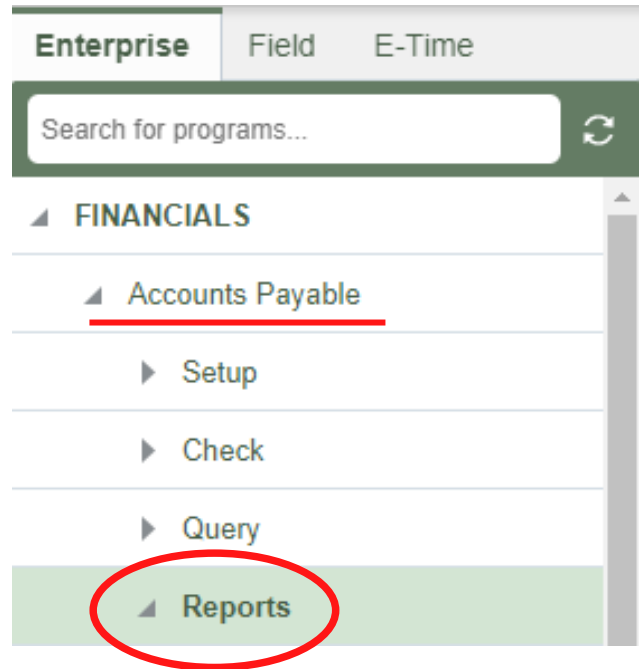 Enterprise Field E-Time
Search for programs...
FINANCIALS
Accounts Payable
Setup
Check
Query
Reports